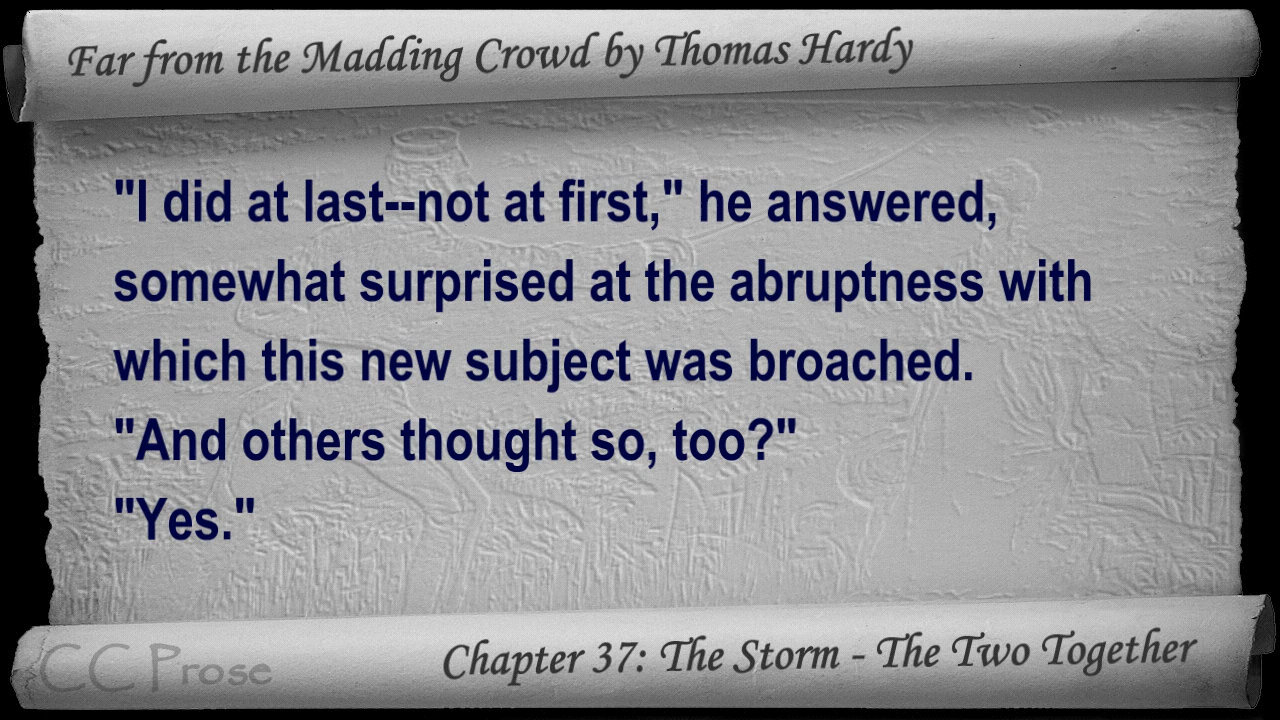 Far from the Madding Crowd by Thomas Hardy
"I did at last--not at first," he answered,
somewhat surprised at the abruptness with
which this new subject was broached.
"And others thought so, too?"
"Yes."
CC Prose
Chapter 37: The Storm - The Two Together